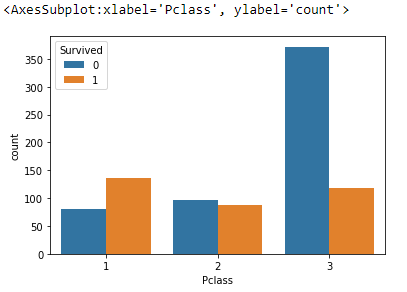 <AxesSubplot:xlabel='Pclass', ylabel='count'>
Survived
0
1
350
300
250
200
150
100
50
0
count
1 2 3
Pclass